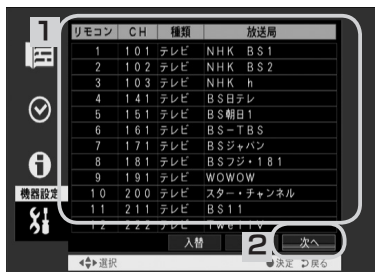 1
リモコン CH 種類 放送局
1 101 テレビ NHK BS1
2 102 テレビ NHK BS2
3 103 テレビ NHK h
4 141 テレビ BS日テレ
5 151 テレビ BS朝日1
6 161 テレビ BS-TBS
7 171 テレビ BSジャパン
8 181 テレビ BSフジ・181
9 191 テレビ WOWOW
10 200 テレビ スター・チャンネル
11 211 テレビ BS11
12 222 テレビ TwellV
機器設定
入替
2
次へ
選択
決定
戻る